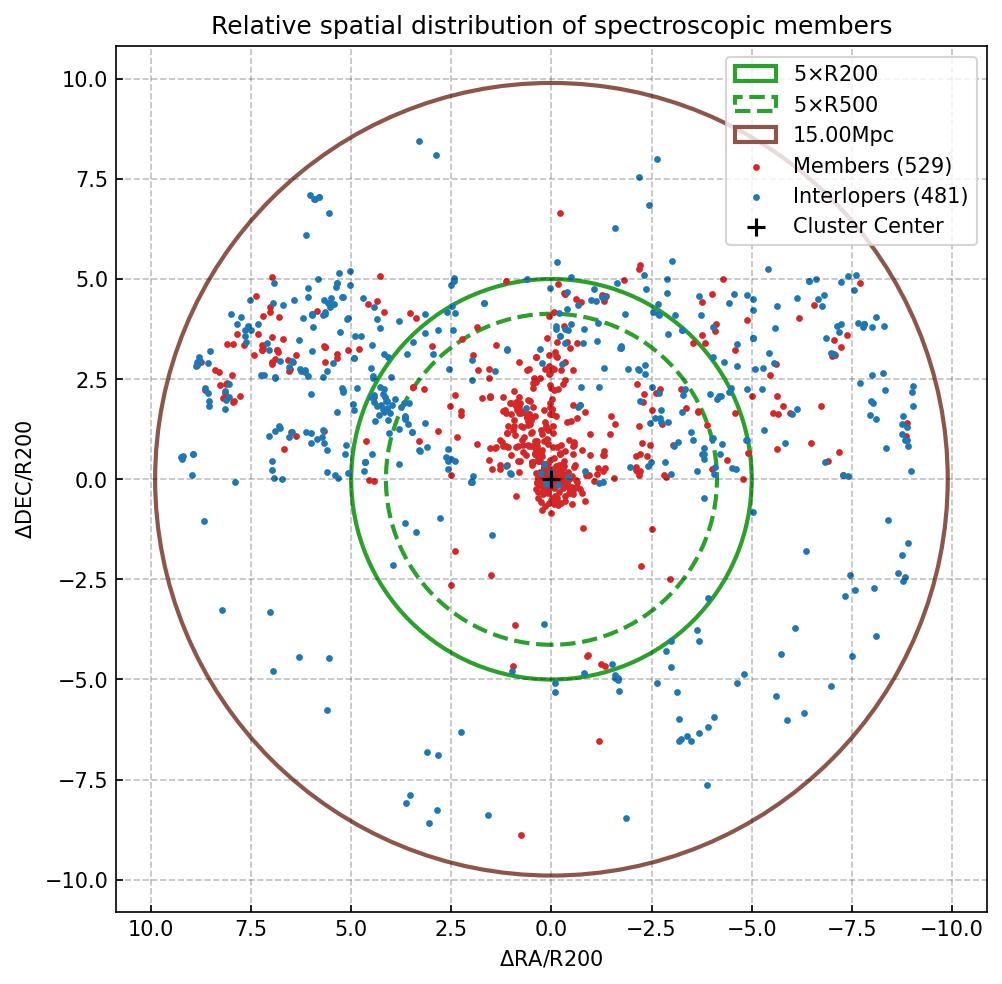 Relative spatial distribution of spectroscopic members
5×R200
5×R500
15.00Mpc
Members (529)
Interlopers (481)
Cluster Center
10.0
7.5
5.0
2.5
0.0
−2.5
−5.0
−7.5
−10.0
ΔDEC/R200
10.0 7.5 5.0 2.5 0.0 −2.5 −5.0 −7.5 −10.0
ΔRA/R200